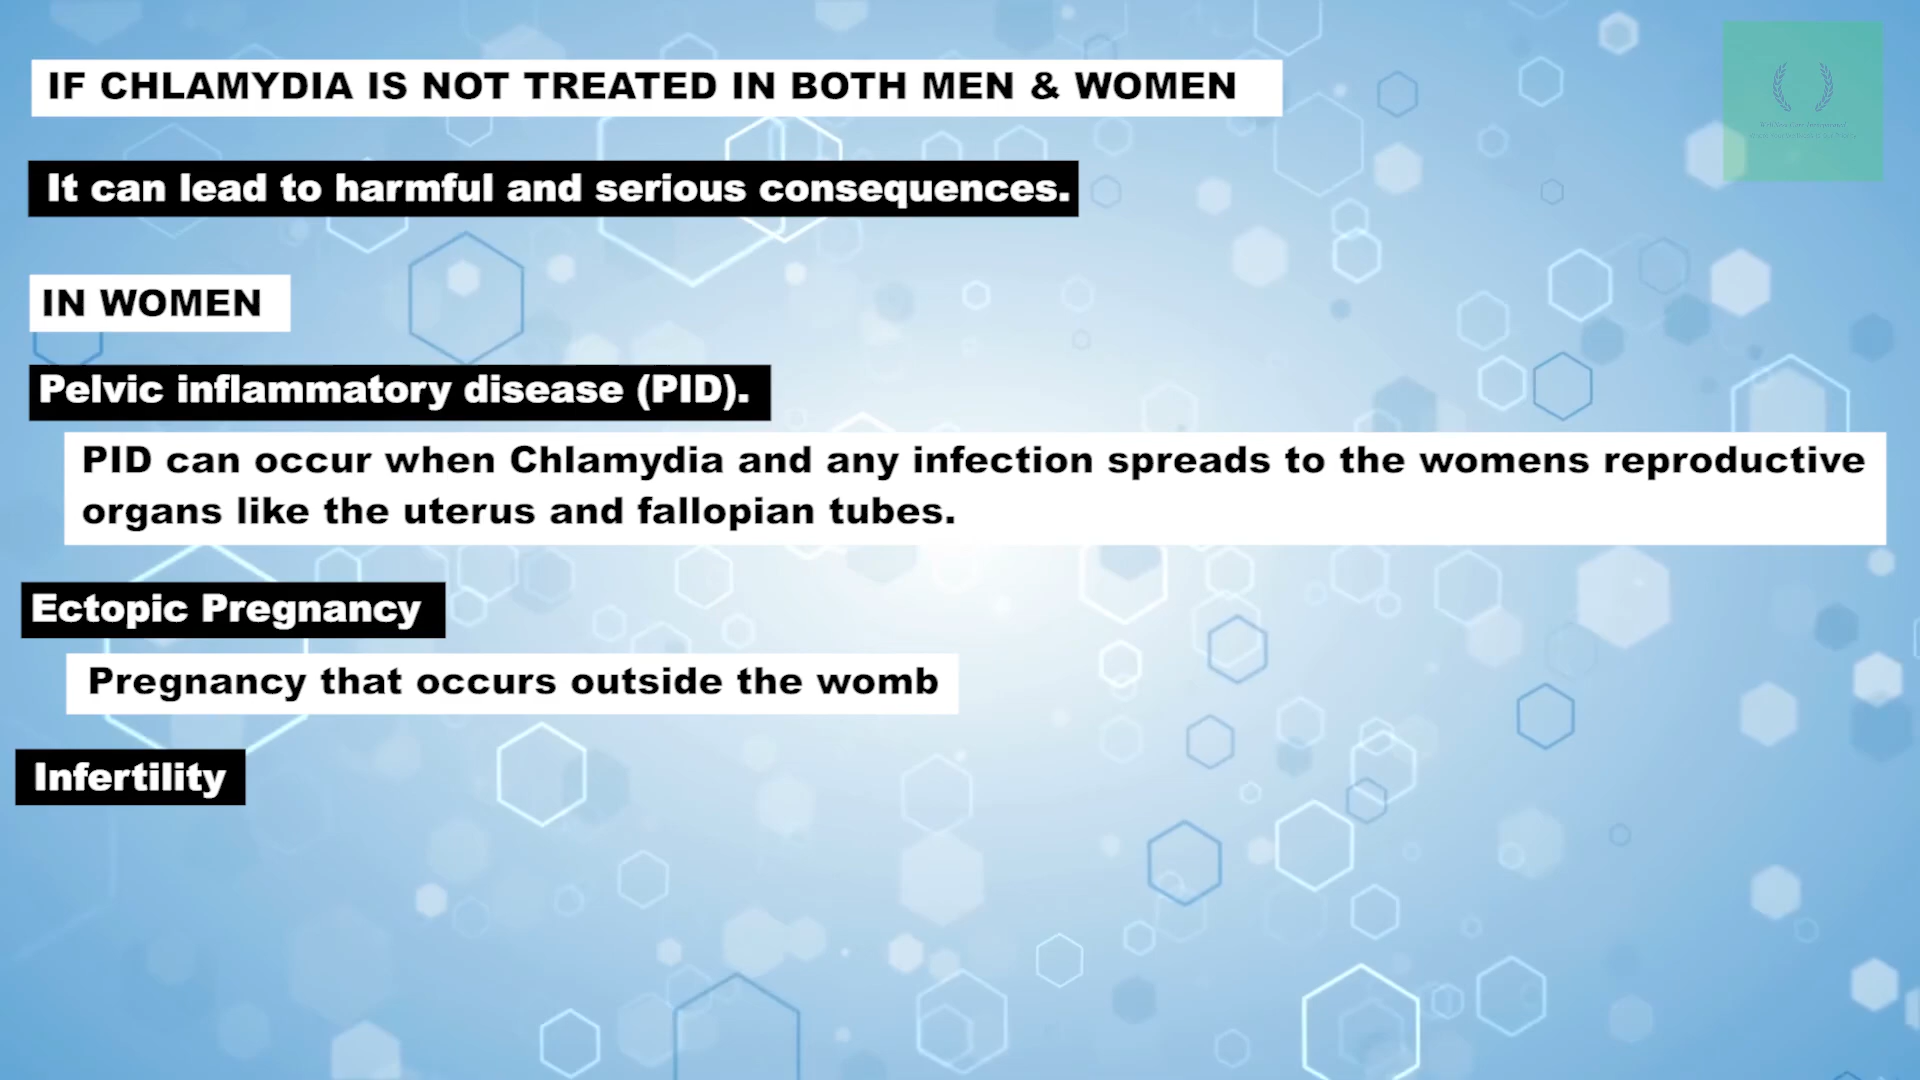 IF CHLAMYDIA IS NOT TREATED IN BOTH MEN & WOMEN
It can lead to harmful and serious consequences.
IN WOMEN
Pelvic inflammatory disease (PID).
PID can occur when Chlamydia and any infection spreads to the womens reproductive
organs like the uterus and fallopian tubes.
Ectopic Pregnancy
Pregnancy that occurs outside the womb
Infertility